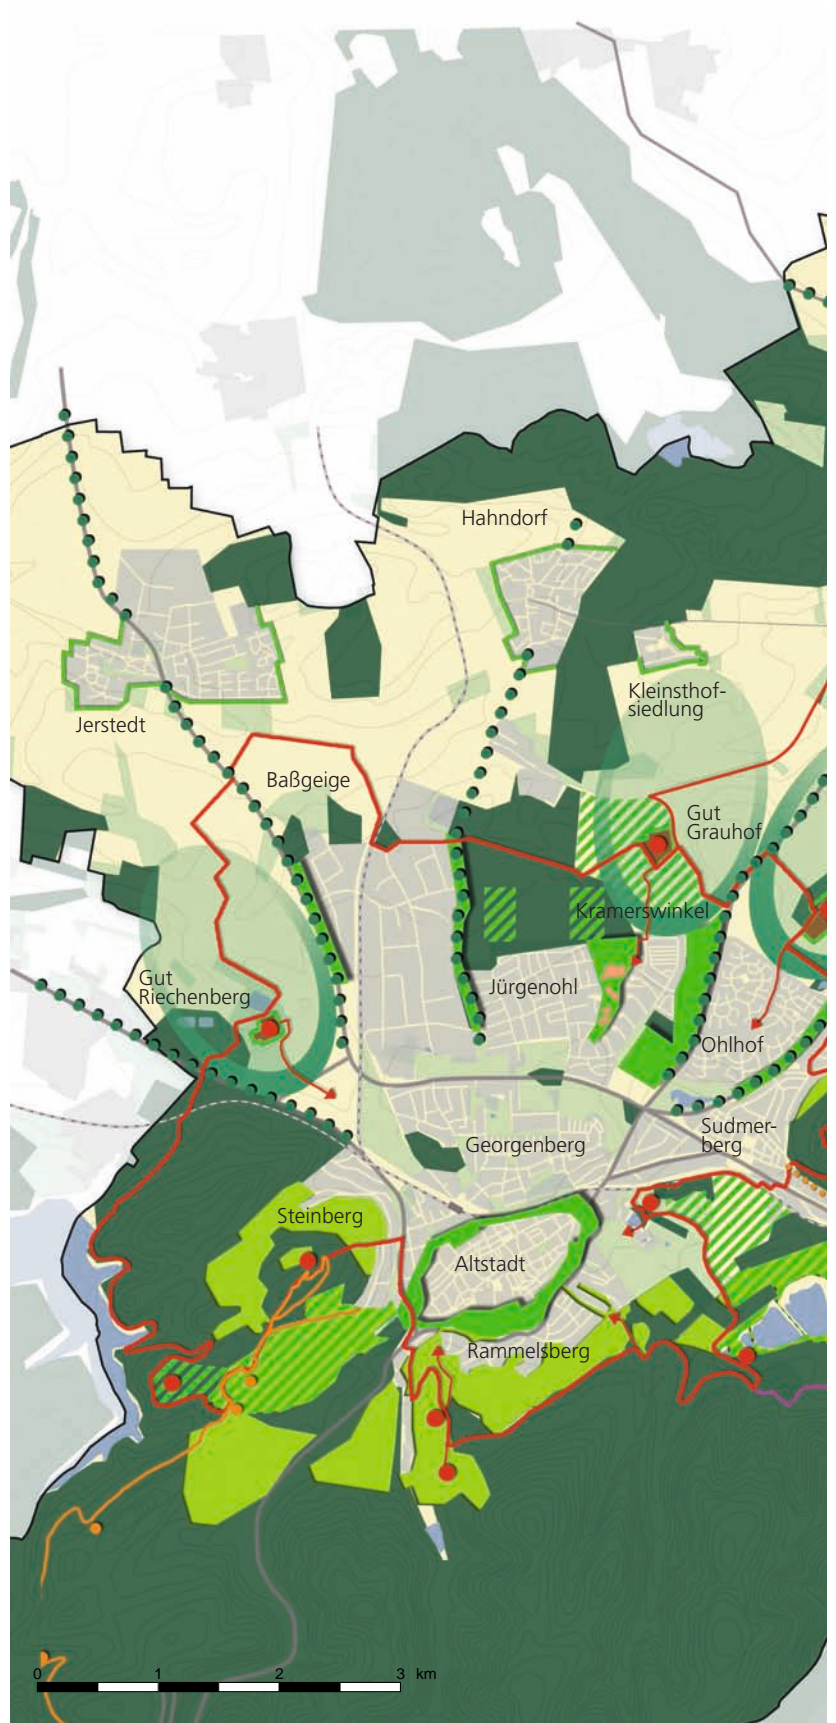 Hahndorf
Kleinsthof-
siedlung
Jerstedt
Baßgeige
Gut
Grauhof
Kramerswinkel
Gut
Riechenberg
Jürgenohl
Ohlhof
Sudmer-
berg
Georgenberg
Steinberg
Altstadt
Rammelsberg
0 1 2 3 km